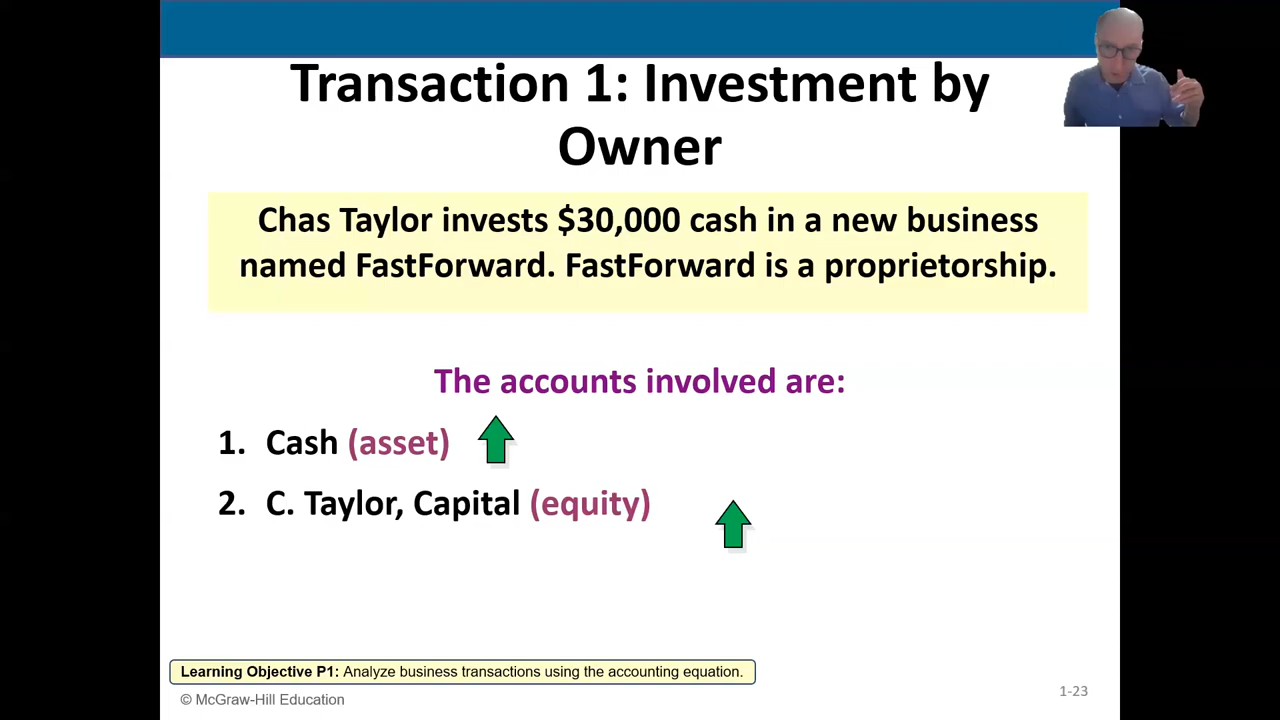 Transaction 1: Investment by
Owner
Chas Taylor invests $30,000 cash in a new business
named FastForward. FastForward is a proprietorship.
The accounts involved are:
1. Cash (asset)
2. C. Taylor, Capital (equity)
Learning Objective P1: Analyze business transactions using the accounting equation.
© McGraw-Hill Education
1-23